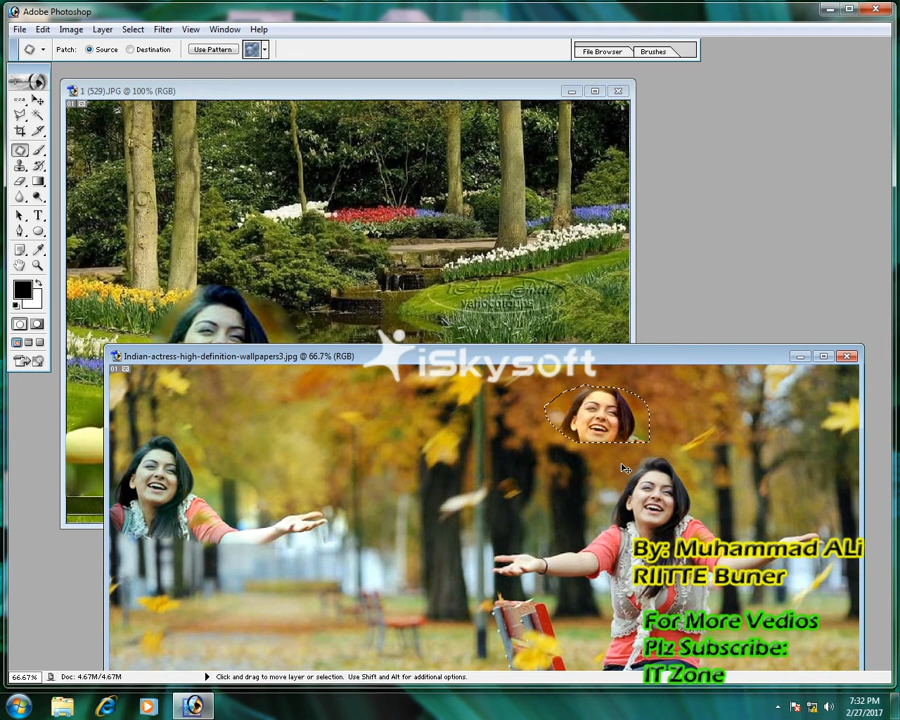 Adobe Photoshop
File Edit Image Layer Select Filter View Window Help
Patch: Source Destination Use Pattern File Browser Brushes
1 (529).JPG @ 100% (RGB)
01
yahoogroups
Indian-actress-high-definition-wallpapers3.jpg @ 66.7% (RGB)
iSkysoft
01
By: Muhammad ALi
RIITTE Buner
For More Vedios
Plz Subscribe:
IT Zone
66.67% Doc: 4.67M/4.67M Click and drag to move layer or selection. Use Shift and Alt for additional options.
7:32 PM
2/27/2017